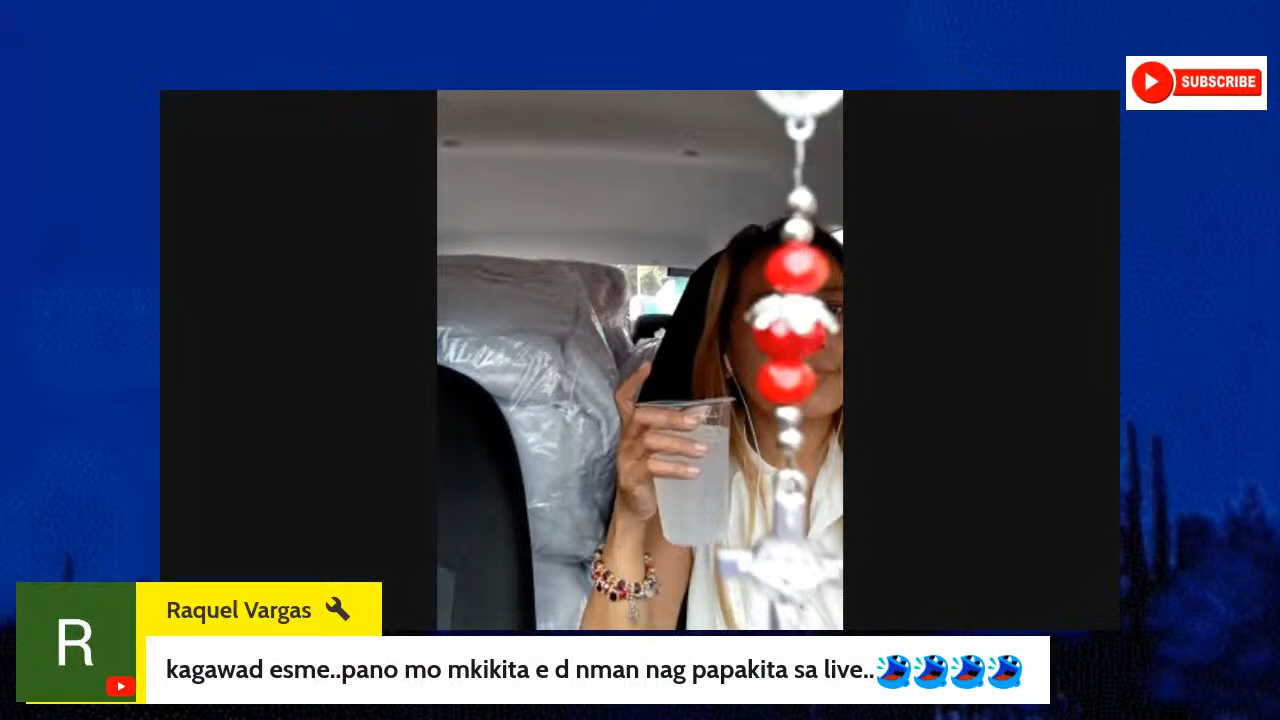 SUBSCRIBE
R
Raquel Vargas
kagawad esme..pano mo mkikita e d nman nag papakita sa live..